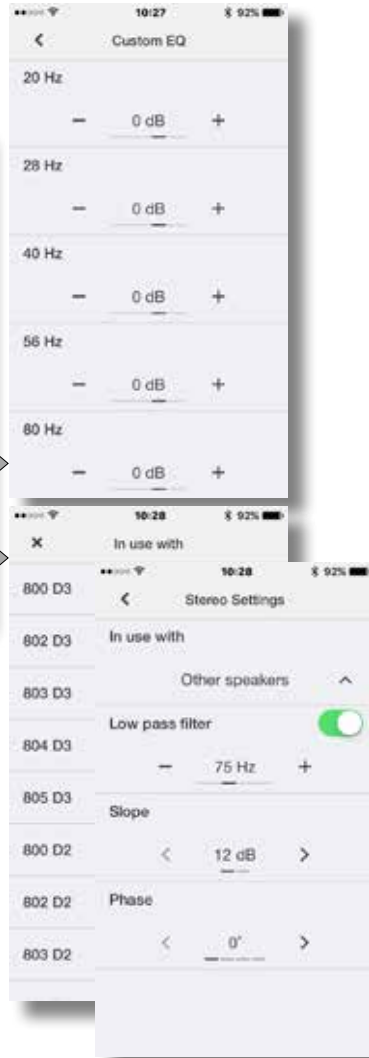 10:27 92%
Custom EQ
20 Hz
− 0 dB +
28 Hz
− 0 dB +
40 Hz
− 0 dB +
56 Hz
− 0 dB +
80 Hz
− 0 dB +
10:28 92%
In use with
800 D3
802 D3
803 D3
804 D3
805 D3
800 D2
802 D2
803 D2
10:28 92%
Stereo Settings
In use with
Other speakers
Low pass filter
− 75 Hz +
Slope
12 dB
Phase
0°